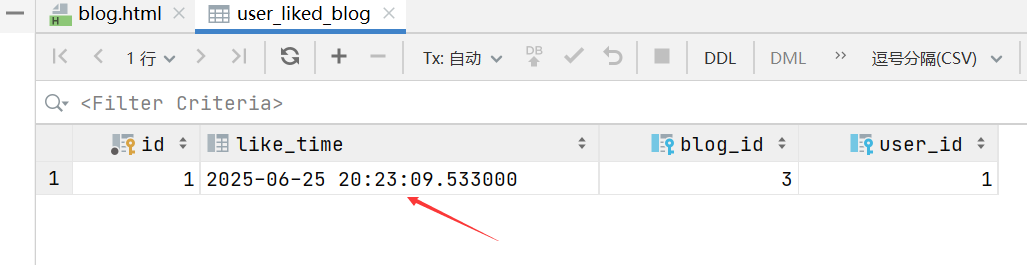 blog.html user_liked_blog
1 行 Tx: 自动 DB DDL DML 逗号分隔(CSV)
<Filter Criteria>
id like_time blog_id user_id
1 1 2025-06-25 20:23:09.533000 3 1